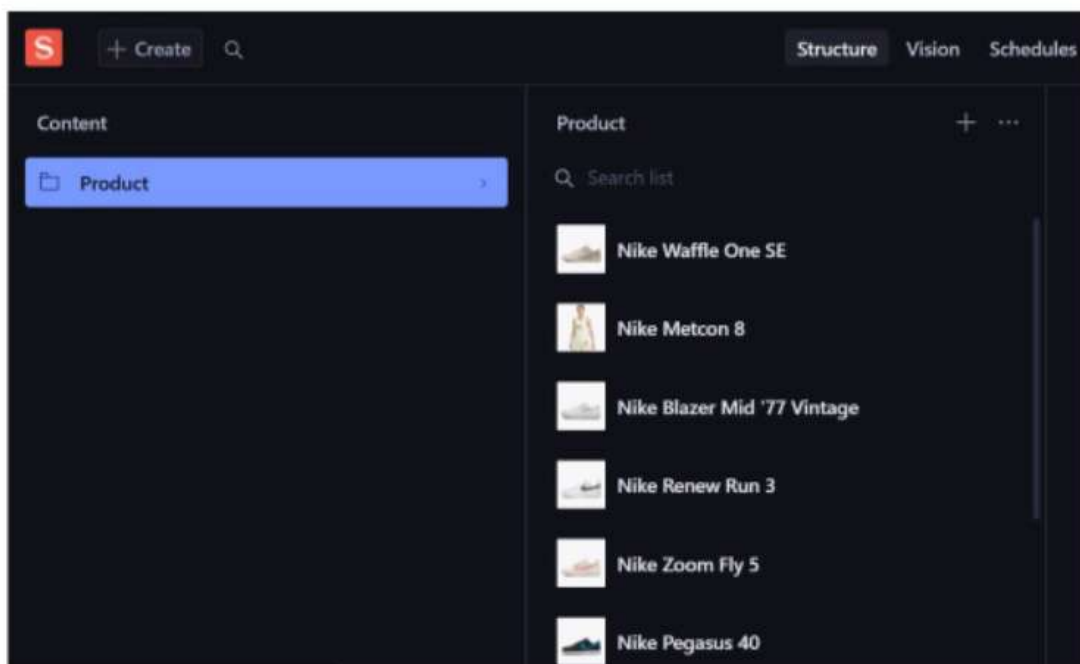 S + Create Structure Vision Schedules
Content
Product
Product + ...
Search list
Nike Waffle One SE
Nike Metcon 8
Nike Blazer Mid '77 Vintage
Nike Renew Run 3
Nike Zoom Fly 5
Nike Pegasus 40